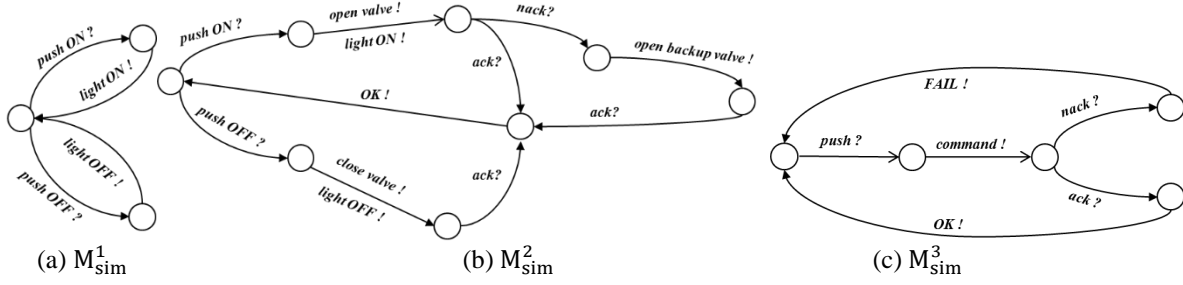 push ON ?
light ON !
light OFF !
push OFF ?
(a) M¹sim
push ON ?
open valve !
light ON !
nack?
open backup valve !
ack?
OK !
ack?
push OFF ?
close valve !
light OFF !
ack?
(b) M²sim
FAIL !
nack ?
push ?
command !
ack ?
OK !
(c) M³sim